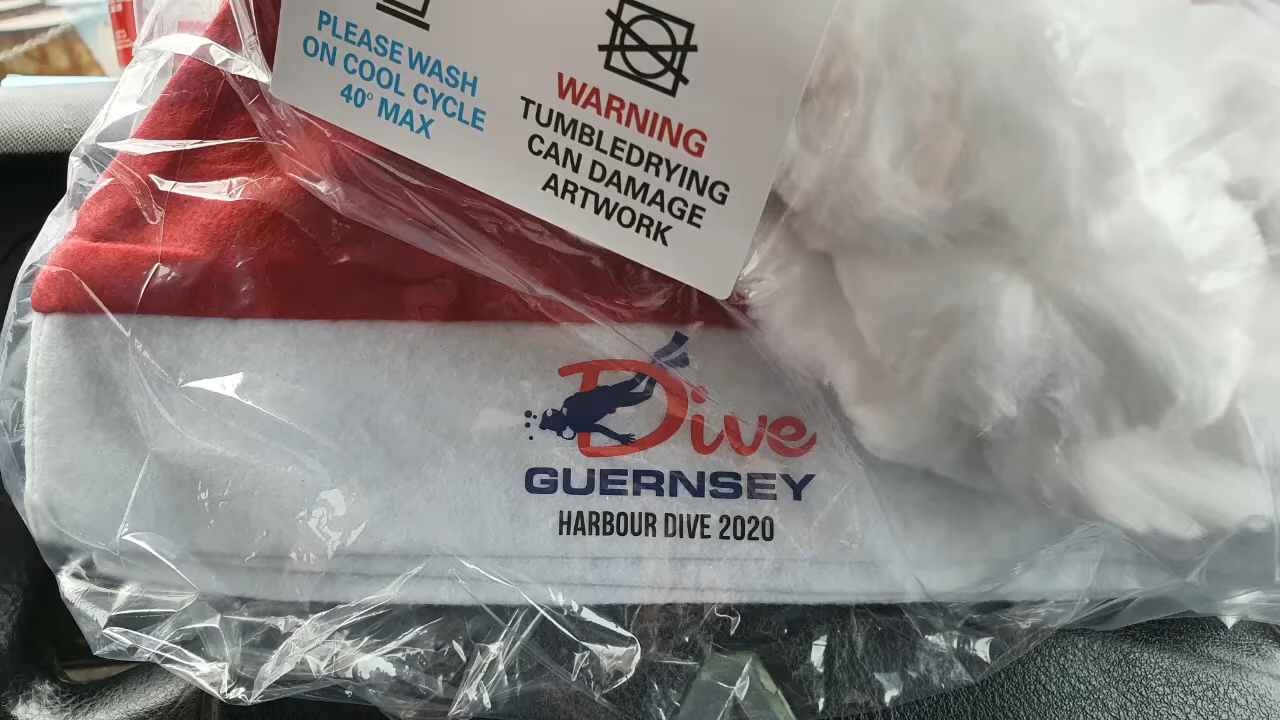 PLEASE WASH
ON COOL CYCLE
40° MAX
WARNING
TUMBLEDRYING
CAN DAMAGE
ARTWORK
Dive
GUERNSEY
HARBOUR DIVE 2020